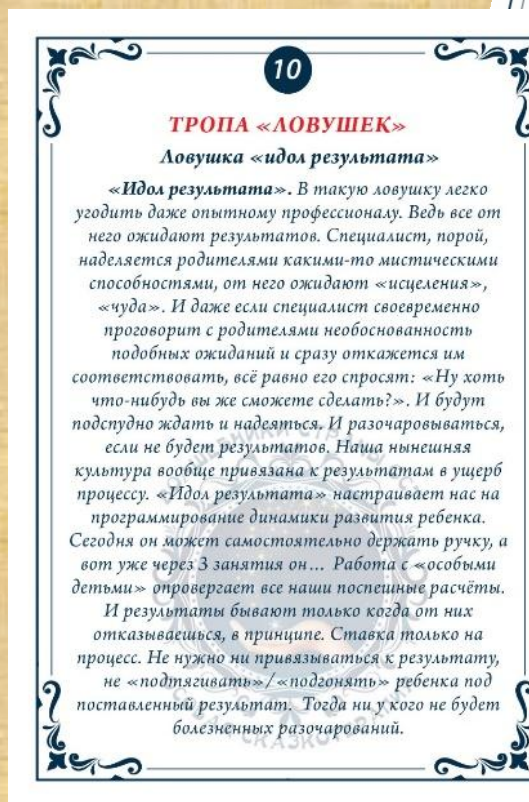 10
ТРОПА «ЛОВУШЕК»
Ловушка «идол результата»
«Идол результата». В такую ловушку легко
угодить даже опытному профессионалу. Ведь все от
него ожидают результатов. Специалист, порой,
наделяется родителями какими-то мистическими
способностями, от него ожидают «исцеления»,
«чуда». И даже если специалист своевременно
проговорит с родителями необоснованность
подобных ожиданий и сразу откажется им
соответствовать, всё равно его спросят: «Ну хоть
что-нибудь вы же сможете сделать?». И будут
подспудно ждать и надеяться. И разочаровываться,
если не будет результатов. Наша нынешняя
культура вообще привязана к результатам в ущерб
процессу. «Идол результата» настраивает нас на
программирование динамики развития ребенка.
Сегодня он может самостоятельно держать ручку, а
вот уже через 3 занятия он... Работа с «особыми
детьми» опровергает все наши поспешные расчёты.
И результаты бывают только когда от них
отказываешься, в принципе. Ставка только на
процесс. Не нужно ни привязываться к результату,
не «подтягивать»/«подгонять» ребенка под
поставленный результат. Тогда ни у кого не будет
болезненных разочарований.